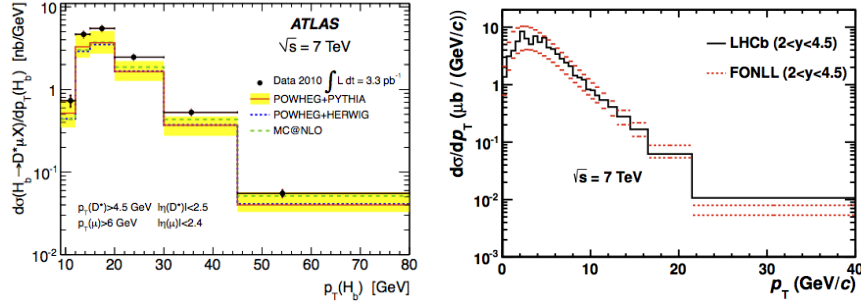 dσ(H_b→D*μX)/dp_T(H_b) [nb/GeV]
10
1
10⁻¹
10⁻²
ATLAS
√s = 7 TeV
Data 2010 ∫L dt = 3.3 pb⁻¹
POWHEG+PYTHIA
POWHEG+HERWIG
MC@NLO
p_T(D*)>4.5 GeV |η(D*)|<2.5
p_T(μ)>6 GeV |η(μ)|<2.4
10 20 30 40 50 60 70 80
p_T(H_b) [GeV]
dσ/dp_T (μb / (GeV/c))
10
1
10⁻¹
10⁻²
10⁻³
LHCb (2<y<4.5)
FONLL (2<y<4.5)
√s = 7 TeV
0 10 20 30 40
p_T (GeV/c)